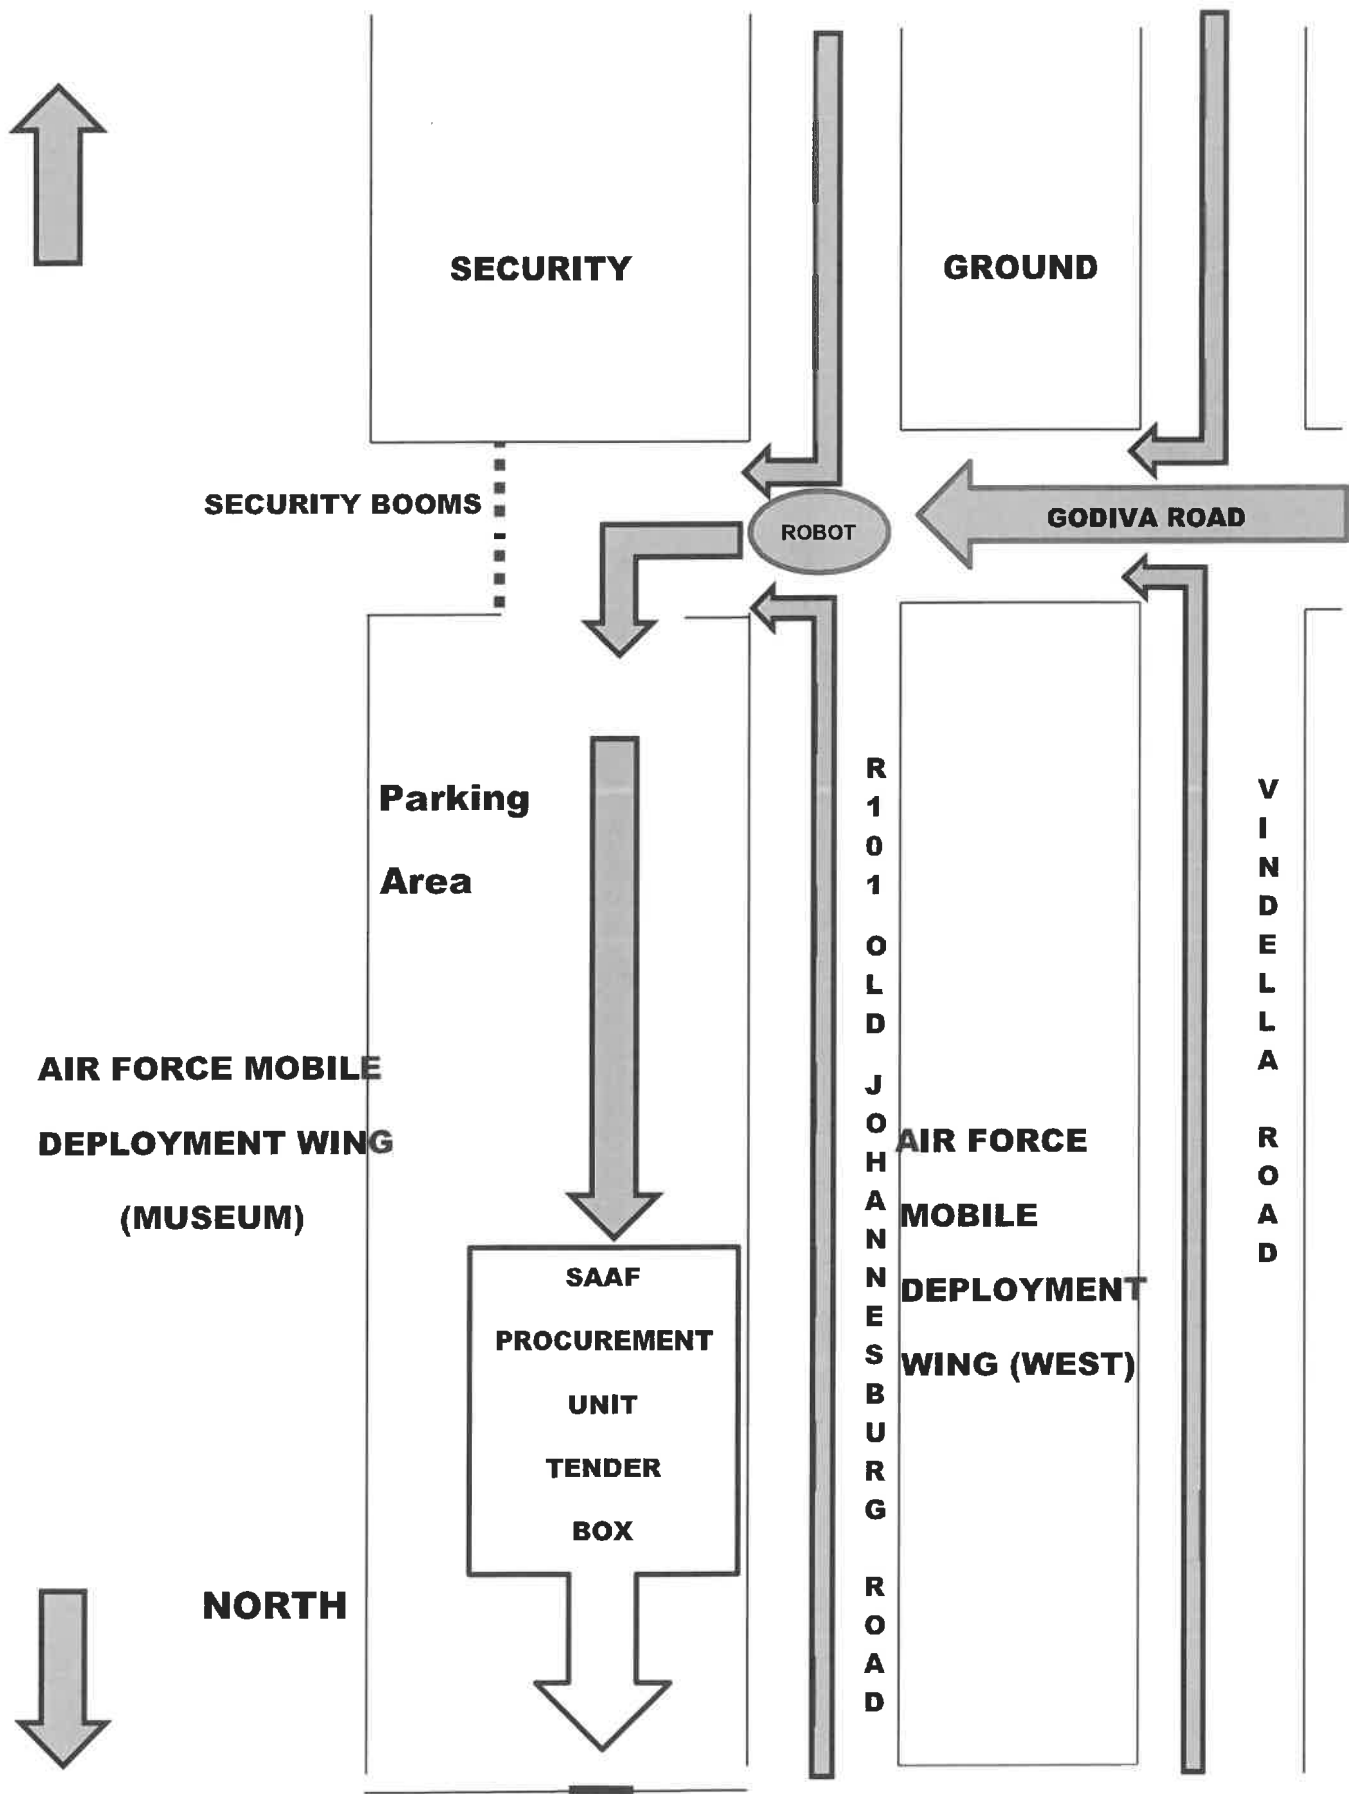 SECURITY
GROUND
SECURITY BOOMS
ROBOT
GODIVA ROAD
Parking
Area
R101 OLD JOHANNESBURG ROAD
VINDELLA ROAD
AIR FORCE MOBILE
DEPLOYMENT WING
(MUSEUM)
AIR FORCE
MOBILE
DEPLOYMENT
WING (WEST)
SAAF
PROCUREMENT
UNIT
TENDER
BOX
NORTH